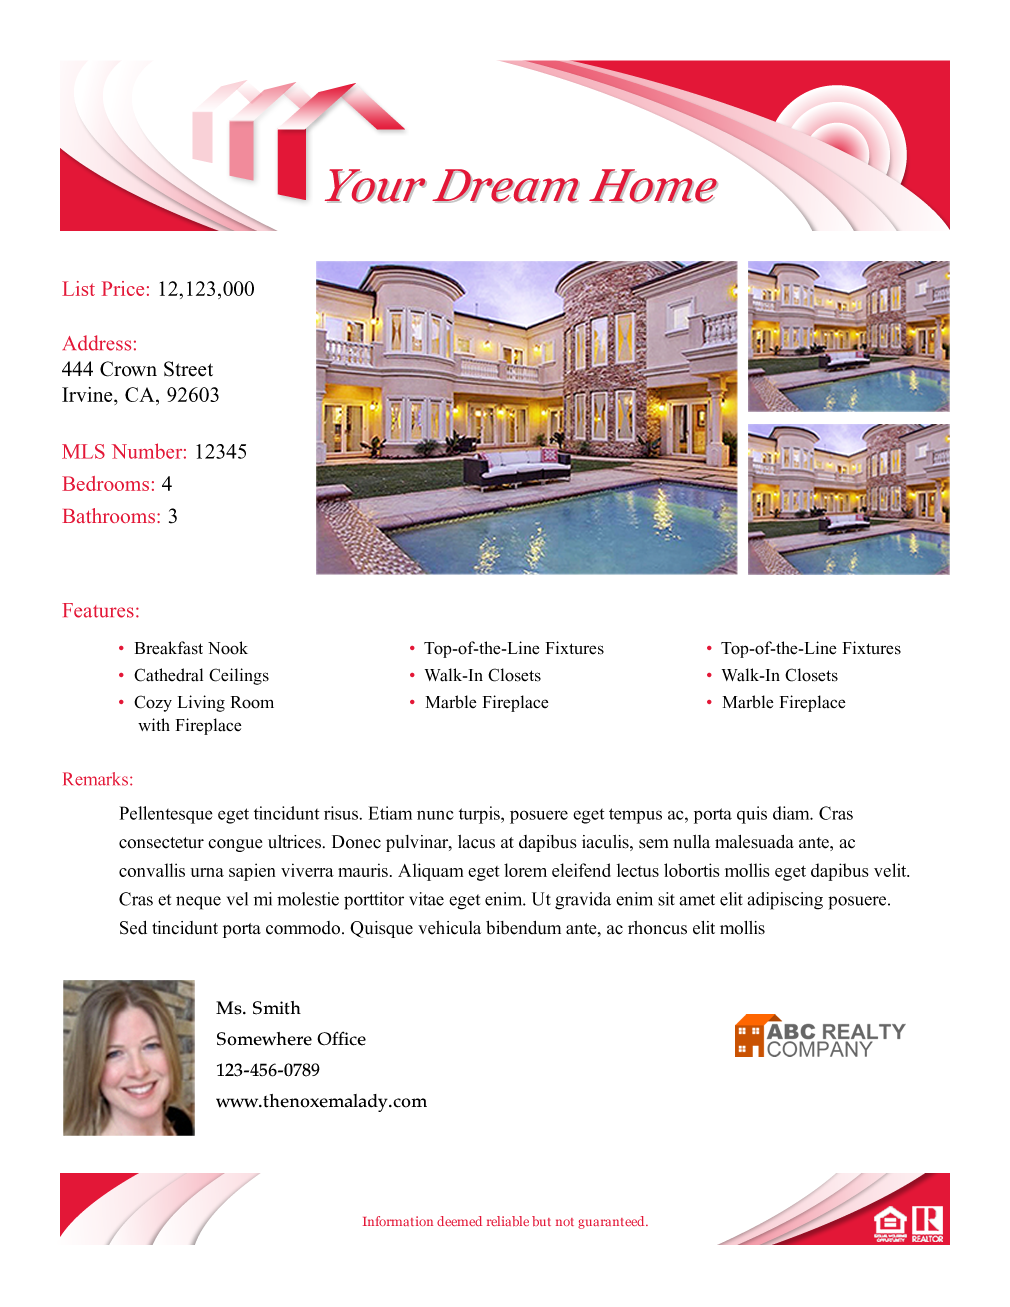 Your Dream Home
List Price: 12,123,000
Address:
444 Crown Street
Irvine, CA, 92603
MLS Number: 12345
Bedrooms: 4
Bathrooms: 3
Features:
• Breakfast Nook
• Cathedral Ceilings
• Cozy Living Room
with Fireplace
• Top-of-the-Line Fixtures
• Walk-In Closets
• Marble Fireplace
• Top-of-the-Line Fixtures
• Walk-In Closets
• Marble Fireplace
Remarks:
Pellentesque eget tincidunt risus. Etiam nunc turpis, posuere eget tempus ac, porta quis diam. Cras
consectetur congue ultrices. Donec pulvinar, lacus at dapibus iaculis, sem nulla malesuada ante, ac
convallis urna sapien viverra mauris. Aliquam eget lorem eleifend lectus lobortis mollis eget dapibus velit.
Cras et neque vel mi molestie porttitor vitae eget enim. Ut gravida enim sit amet elit adipiscing posuere.
Sed tincidunt porta commodo. Quisque vehicula bibendum ante, ac rhoncus elit mollis
Ms. Smith
Somewhere Office
123-456-0789
www.thenoxemalady.com
ABC REALTY
COMPANY
Information deemed reliable but not guaranteed.
EQUAL HOUSING
OPPORTUNITY
R
REALTOR